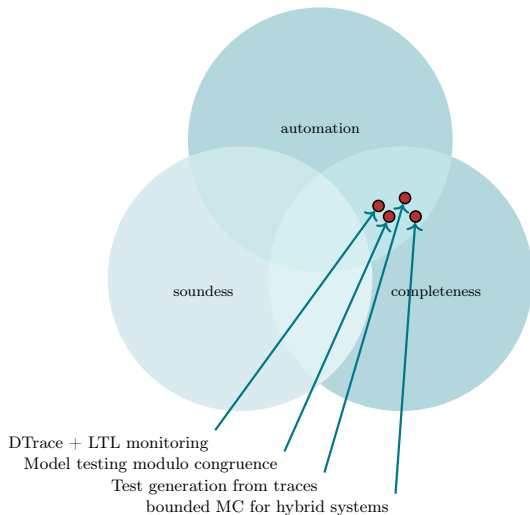 automation
soundess
completeness
DTrace + LTL monitoring
Model testing modulo congruence
Test generation from traces
bounded MC for hybrid systems